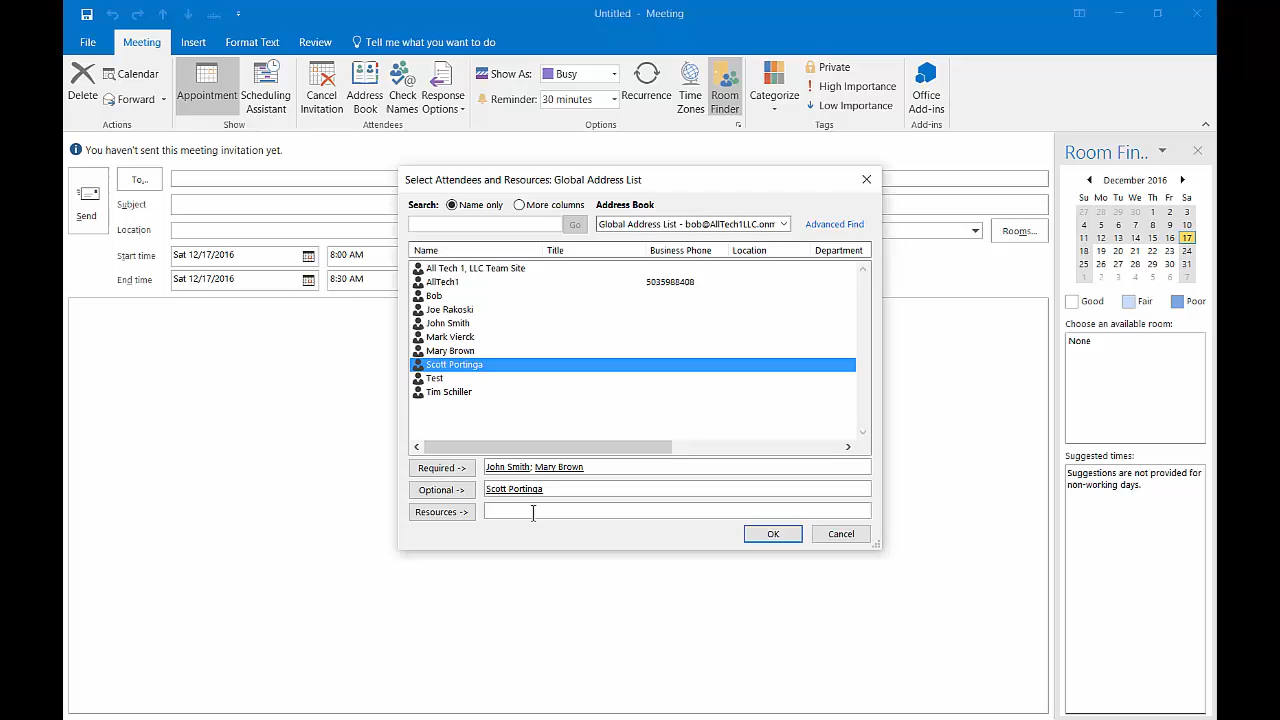 Untitled - Meeting
File Meeting Insert Format Text Review Tell me what you want to do
Delete
Calendar
Forward
Actions
Appointment
Scheduling
Assistant
Show
Cancel
Invitation
Address
Book
Check
Names
Response
Options
Attendees
Show As: Busy
Reminder: 30 minutes
Recurrence
Time
Zones
Room
Finder
Options
Categorize
Private
High Importance
Low Importance
Tags
Office
Add-ins
Add-ins
You haven't sent this meeting invitation yet.
Send
To...
Subject
Location
Rooms...
Start time Sat 12/17/2016 8:00 AM
End time Sat 12/17/2016 8:30 AM
Select Attendees and Resources: Global Address List
Search: Name only More columns Address Book
Go Global Address List - bob@AllTech1LLC.onm Advanced Find
Name Title Business Phone Location Department
All Tech 1, LLC Team Site
AllTech1 5035988408
Bob
Joe Rakoski
John Smith
Mark Vierck
Mary Brown
Scott Portinga
Test
Tim Schiller
Required -> John Smith; Mary Brown
Optional -> Scott Portinga
Resources ->
OK Cancel
Room Fin..
December 2016
Su Mo Tu We Th Fr Sa
27 28 29 30 1 2 3
4 5 6 7 8 9 10
11 12 13 14 15 16 17
18 19 20 21 22 23 24
25 26 27 28 29 30 31
1 2 3 4 5 6 7
Good Fair Poor
Choose an available room:
None
Suggested times:
Suggestions are not provided for
non-working days.